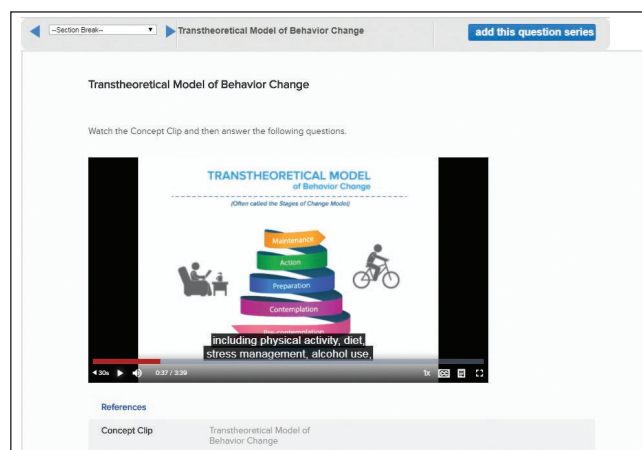 --Section Break--
Transtheoretical Model of Behavior Change
add this question series
Transtheoretical Model of Behavior Change
Watch the Concept Clip and then answer the following questions.
TRANSTHEORETICAL MODEL
of Behavior Change
(Often called the Stages of Change Model)
Maintenance
Action
Preparation
Contemplation
Pre-contemplation
including physical activity, diet,
stress management, alcohol use,
30s
0:37 / 3:39
1x
CC
References
Concept Clip
Transtheoretical Model of
Behavior Change